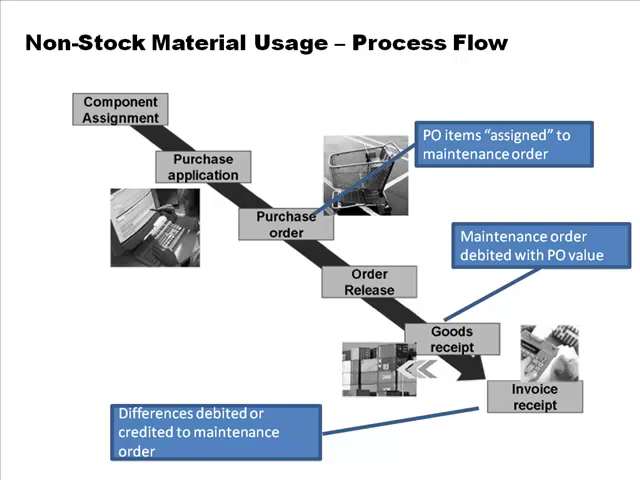 Non-Stock Material Usage – Process Flow
Component
Assignment
Purchase
application
Purchase
order
Order
Release
Goods
receipt
Invoice
receipt
PO items “assigned” to
maintenance order
Maintenance order
debited with PO value
Differences debited or
credited to maintenance
order